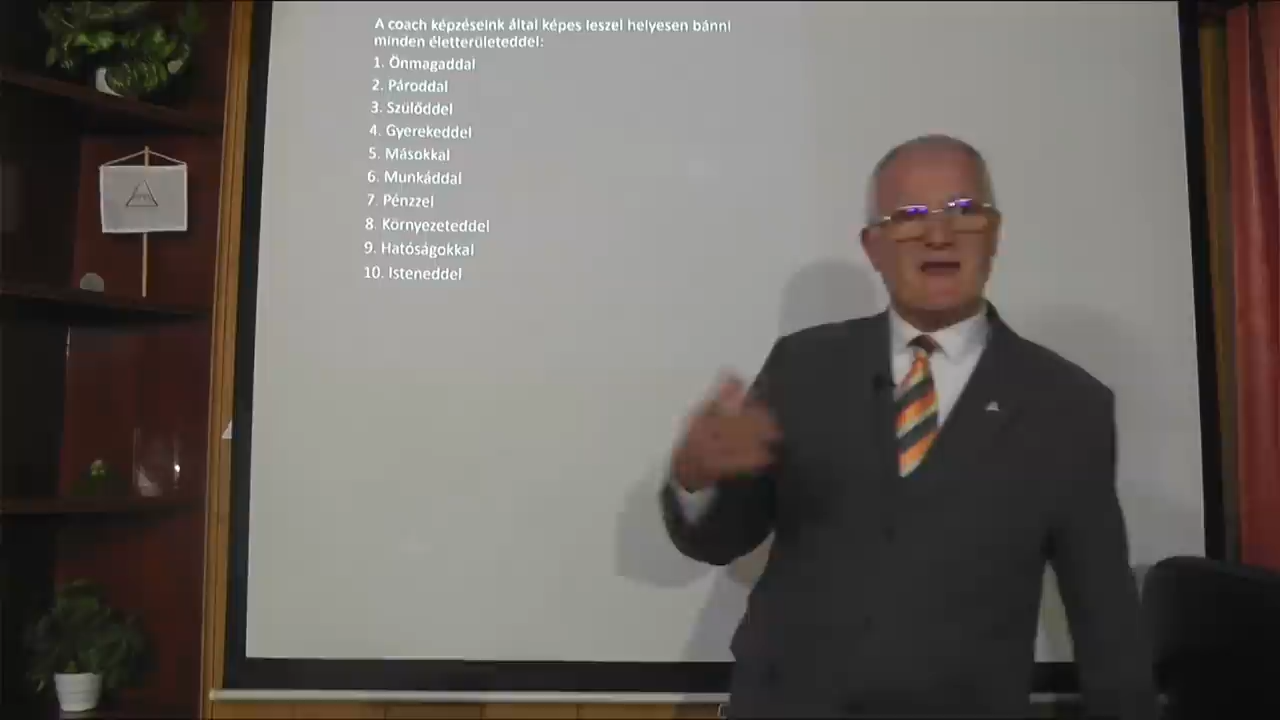 A coach képzéseink által képes leszel helyesen bánni
minden életterületeddel:
1. Önmagaddal
2. Pároddal
3. Szülőddel
4. Gyerekeddel
5. Másokkal
6. Munkáddal
7. Pénzzel
8. Környezeteddel
9. Hatóságokkal
10. Isteneddel